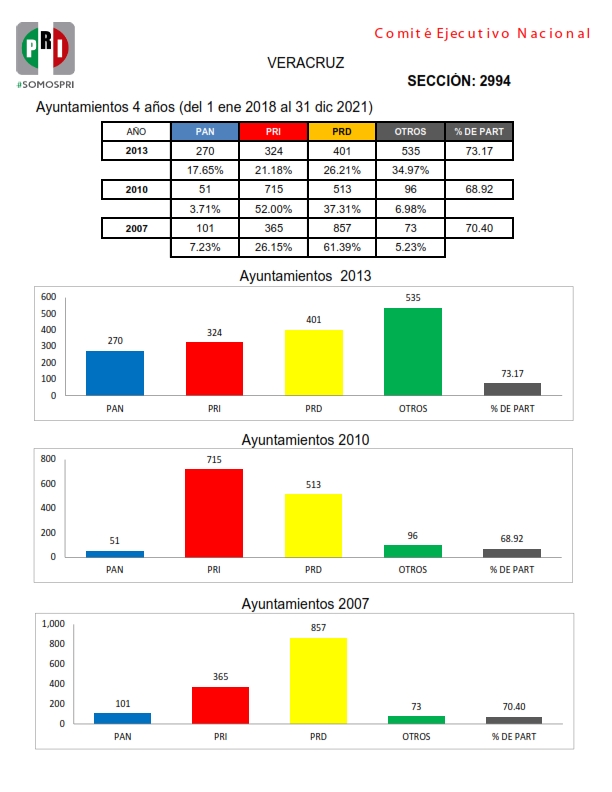 Comité Ejecutivo Nacional
PRI
#SOMOSPRI
VERACRUZ
SECCIÓN: 2994
Ayuntamientos 4 años (del 1 ene 2018 al 31 dic 2021)
AÑO PAN PRI PRD OTROS % DE PART
2013 270 324 401 535 73.17
17.65% 21.18% 26.21% 34.97%
2010 51 715 513 96 68.92
3.71% 52.00% 37.31% 6.98%
2007 101 365 857 73 70.40
7.23% 26.15% 61.39% 5.23%
Ayuntamientos 2013
600
500
400
300
200
100
0
270 324 401 535 73.17
PAN PRI PRD OTROS % DE PART
Ayuntamientos 2010
800
600
400
200
0
51 715 513 96 68.92
PAN PRI PRD OTROS % DE PART
Ayuntamientos 2007
1,000
800
600
400
200
0
101 365 857 73 70.40
PAN PRI PRD OTROS % DE PART